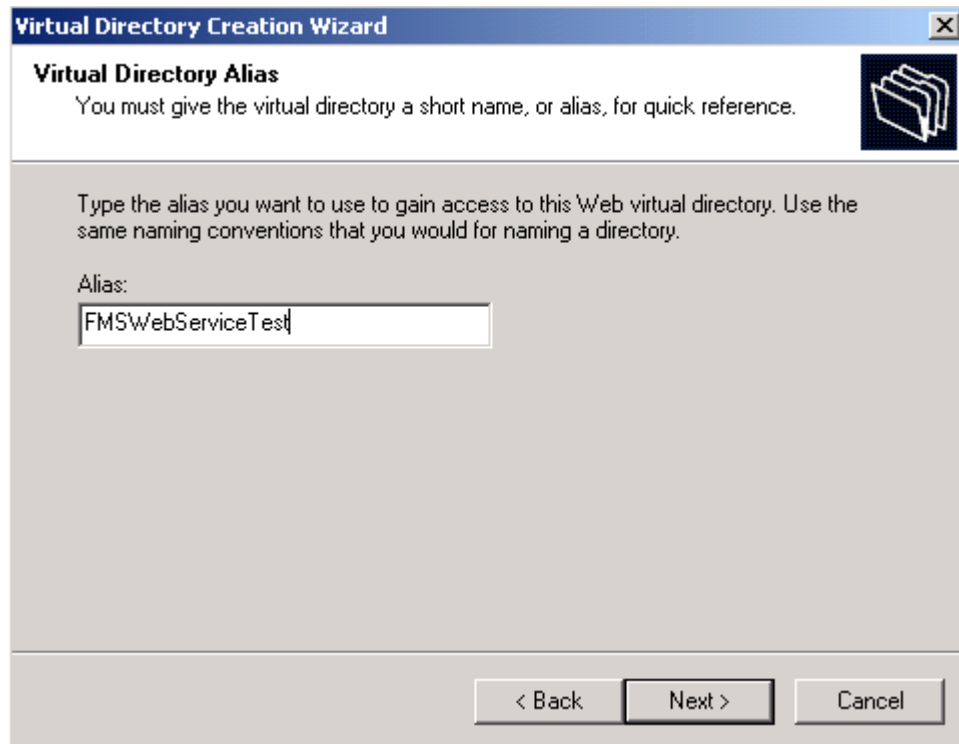 Virtual Directory Creation Wizard
Virtual Directory Alias
You must give the virtual directory a short name, or alias, for quick reference.
Type the alias you want to use to gain access to this Web virtual directory. Use the
same naming conventions that you would for naming a directory.
Alias:
FMSWebServiceTest
< Back Next > Cancel